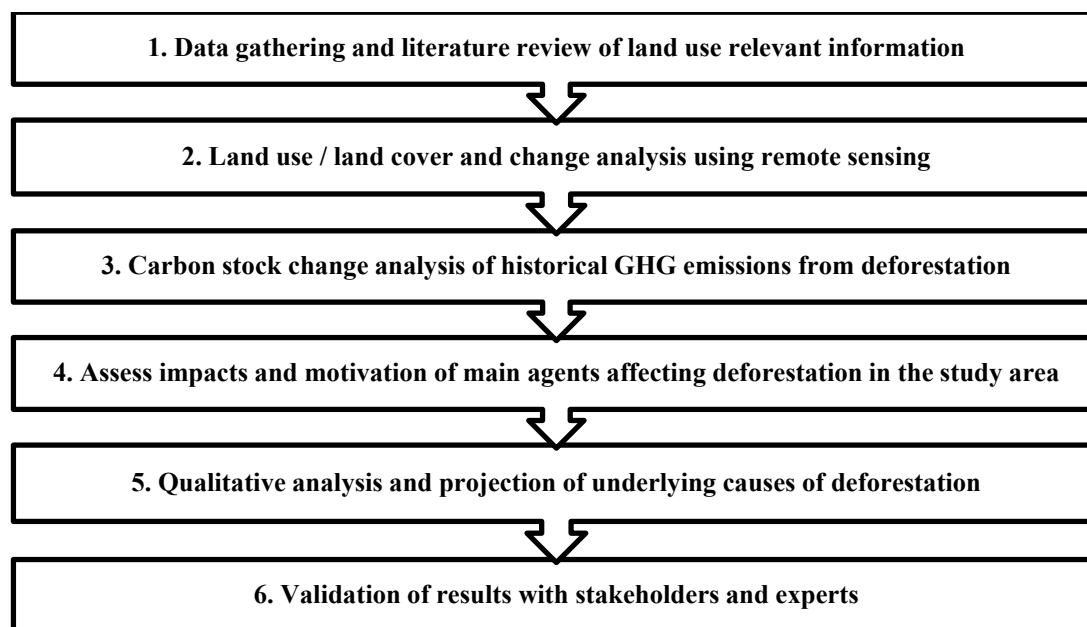 1. Data gathering and literature review of land use relevant information
2. Land use / land cover and change analysis using remote sensing
3. Carbon stock change analysis of historical GHG emissions from deforestation
4. Assess impacts and motivation of main agents affecting deforestation in the study area
5. Qualitative analysis and projection of underlying causes of deforestation
6. Validation of results with stakeholders and experts